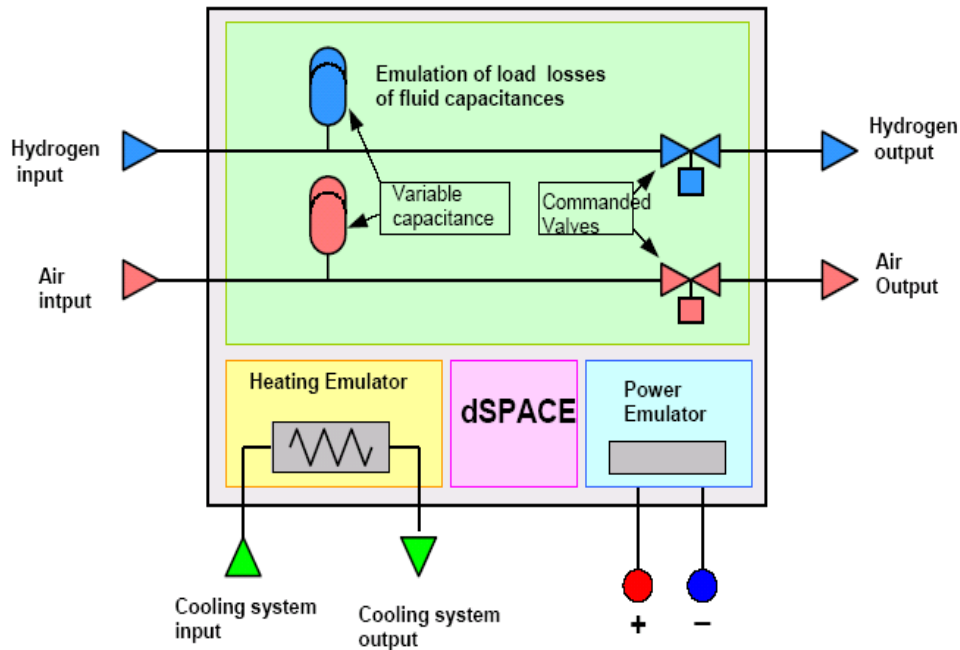 Emulation of load losses
of fluid capacitances
Hydrogen
input
Hydrogen
output
Variable
capacitance
Commanded
Valves
Air
intput
Air
Output
Heating Emulator
dSPACE
Power
Emulator
Cooling system
input
Cooling system
output
+
−